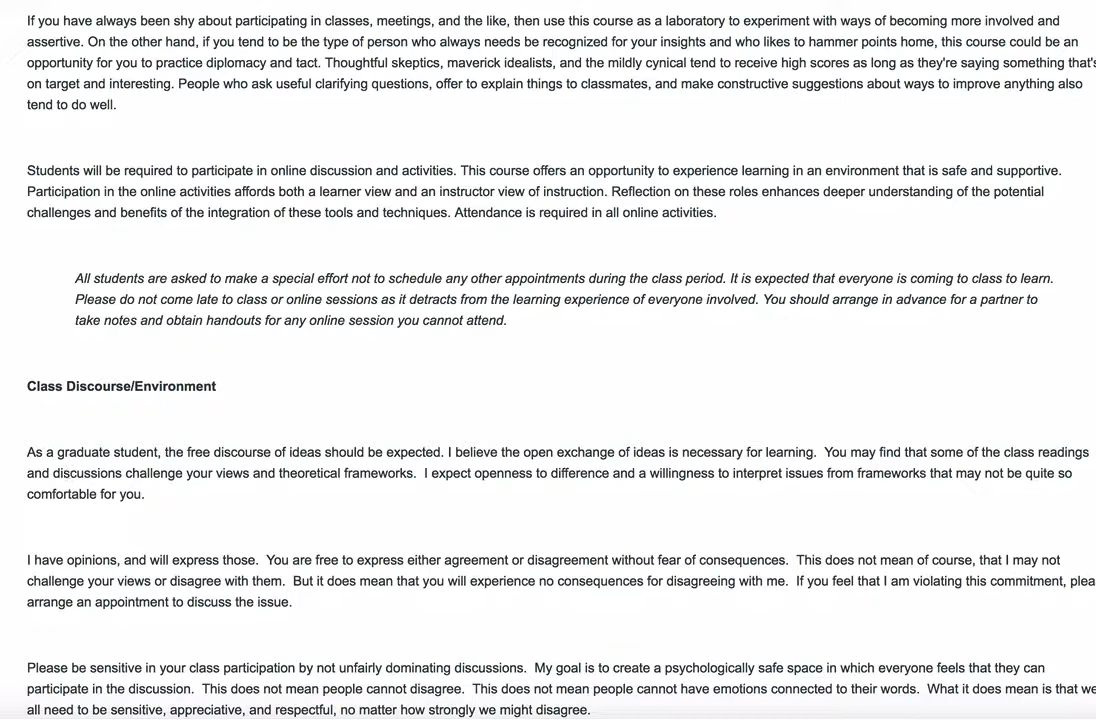 If you have always been shy about participating in classes, meetings, and the like, then use this course as a laboratory to experiment with ways of becoming more involved and
assertive. On the other hand, if you tend to be the type of person who always needs be recognized for your insights and who likes to hammer points home, this course could be an
opportunity for you to practice diplomacy and tact. Thoughtful skeptics, maverick idealists, and the mildly cynical tend to receive high scores as long as they're saying something that's
on target and interesting. People who ask useful clarifying questions, offer to explain things to classmates, and make constructive suggestions about ways to improve anything also
tend to do well.
Students will be required to participate in online discussion and activities. This course offers an opportunity to experience learning in an environment that is safe and supportive.
Participation in the online activities affords both a learner view and an instructor view of instruction. Reflection on these roles enhances deeper understanding of the potential
challenges and benefits of the integration of these tools and techniques. Attendance is required in all online activities.
All students are asked to make a special effort not to schedule any other appointments during the class period. It is expected that everyone is coming to class to learn.
Please do not come late to class or online sessions as it detracts from the learning experience of everyone involved. You should arrange in advance for a partner to
take notes and obtain handouts for any online session you cannot attend.
Class Discourse/Environment
As a graduate student, the free discourse of ideas should be expected. I believe the open exchange of ideas is necessary for learning.  You may find that some of the class readings
and discussions challenge your views and theoretical frameworks.  I expect openness to difference and a willingness to interpret issues from frameworks that may not be quite so
comfortable for you.
I have opinions, and will express those.  You are free to express either agreement or disagreement without fear of consequences.  This does not mean of course, that I may not
challenge your views or disagree with them.  But it does mean that you will experience no consequences for disagreeing with me.  If you feel that I am violating this commitment, plea
arrange an appointment to discuss the issue.
Please be sensitive in your class participation by not unfairly dominating discussions.  My goal is to create a psychologically safe space in which everyone feels that they can
participate in the discussion.  This does not mean people cannot disagree.  This does not mean people cannot have emotions connected to their words.  What it does mean is that we
all need to be sensitive, appreciative, and respectful, no matter how strongly we might disagree.